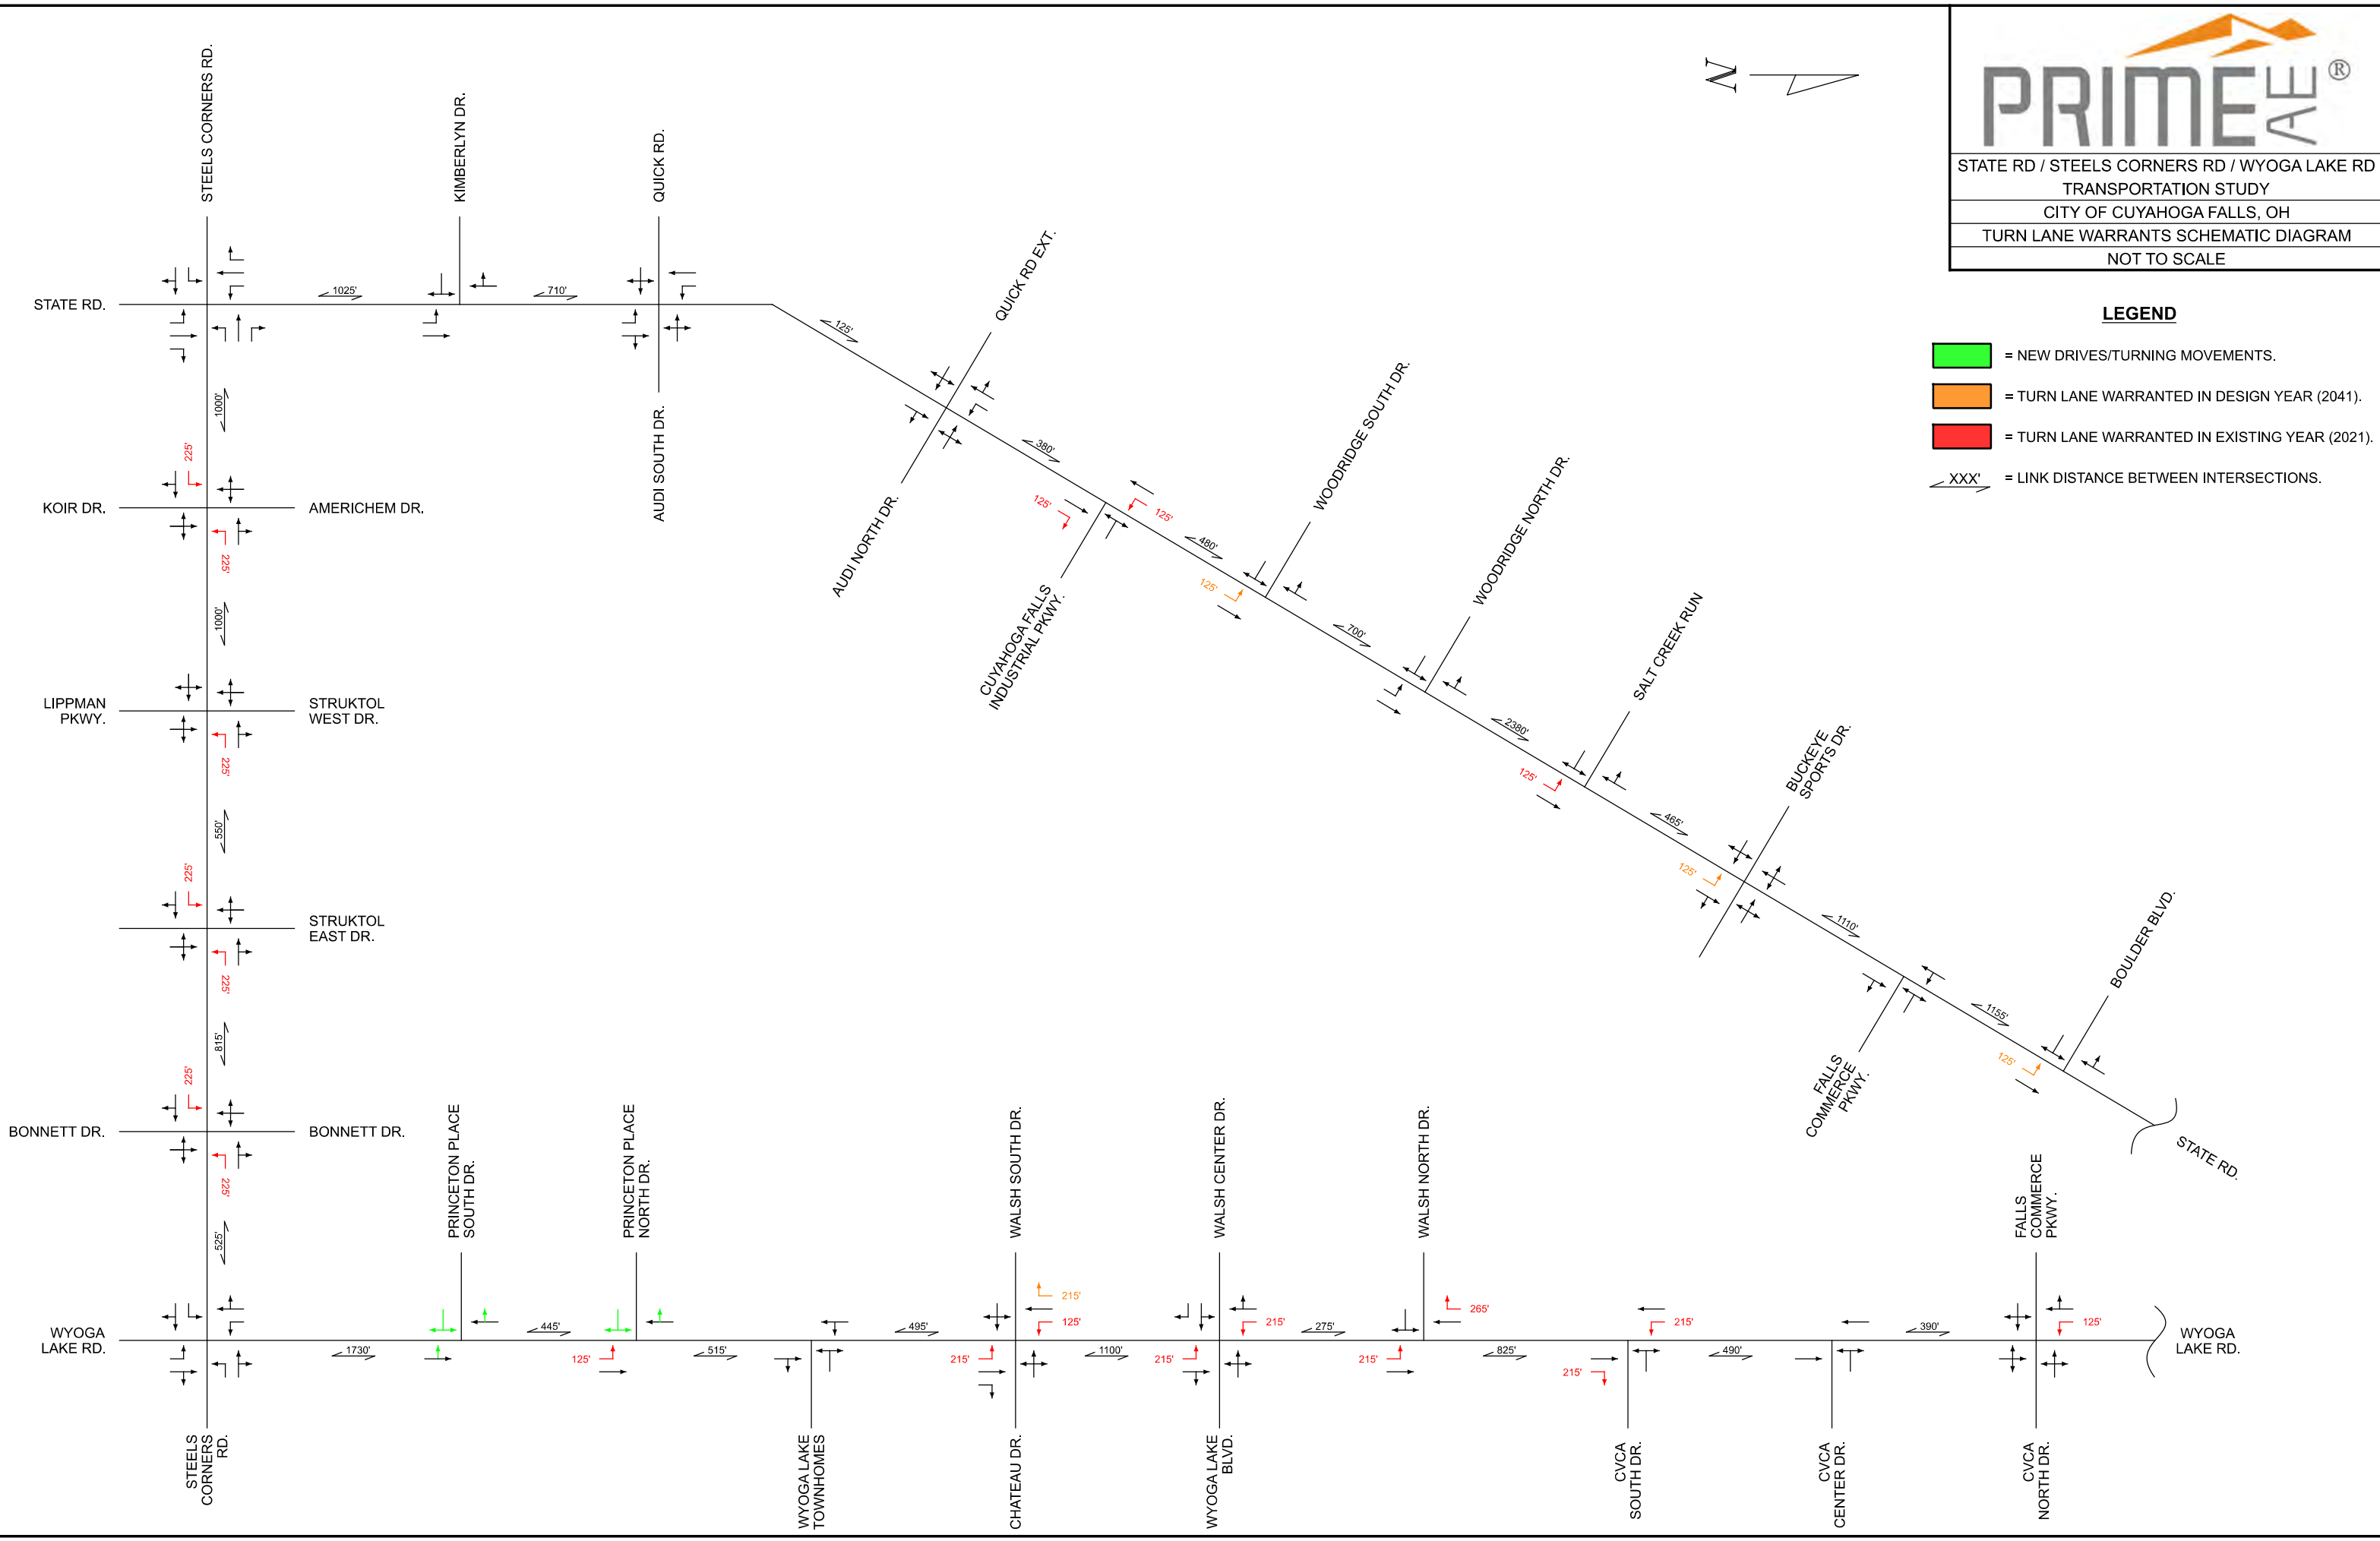 PRIME AE ®
STATE RD / STEELS CORNERS RD / WYOGA LAKE RD
TRANSPORTATION STUDY
CITY OF CUYAHOGA FALLS, OH
TURN LANE WARRANTS SCHEMATIC DIAGRAM
NOT TO SCALE
N
LEGEND
= NEW DRIVES/TURNING MOVEMENTS.
= TURN LANE WARRANTED IN DESIGN YEAR (2041).
= TURN LANE WARRANTED IN EXISTING YEAR (2021).
XXX' = LINK DISTANCE BETWEEN INTERSECTIONS.
STEELS CORNERS RD.
KIMBERLYN DR.
QUICK RD.
STATE RD.
1025'
710'
125'
AUDI SOUTH DR.
QUICK RD EXT.
AUDI NORTH DR.
380'
125'
125'
CUYAHOGA FALLS
INDUSTRIAL PKWY.
480'
125'
WOODRIDGE SOUTH DR.
700'
WOODRIDGE NORTH DR.
2380'
125'
SALT CREEK RUN
465'
125'
BUCKEYE
SPORTS DR.
1110'
FALLS
COMMERCE
PKWY.
1155'
125'
BOULDER BLVD.
STATE RD.
1000'
225'
KOIR DR.
AMERICHEM DR.
225'
1000'
LIPPMAN
PKWY.
STRUKTOL
WEST DR.
225'
550'
225'
STRUKTOL
EAST DR.
225'
815'
225'
BONNETT DR.
BONNETT DR.
225'
525'
WYOGA
LAKE RD.
STEELS
CORNERS
RD.
1730'
PRINCETON PLACE
SOUTH DR.
445'
PRINCETON PLACE
NORTH DR.
125'
515'
WYOGA LAKE
TOWNHOMES
495'
WALSH SOUTH DR.
215'
125'
215'
CHATEAU DR.
1100'
WALSH CENTER DR.
215'
215'
WYOGA LAKE
BLVD.
275'
WALSH NORTH DR.
265'
215'
825'
215'
215'
CVCA
SOUTH DR.
490'
CVCA
CENTER DR.
390'
FALLS
COMMERCE
PKWY.
125'
CVCA
NORTH DR.
WYOGA
LAKE RD.